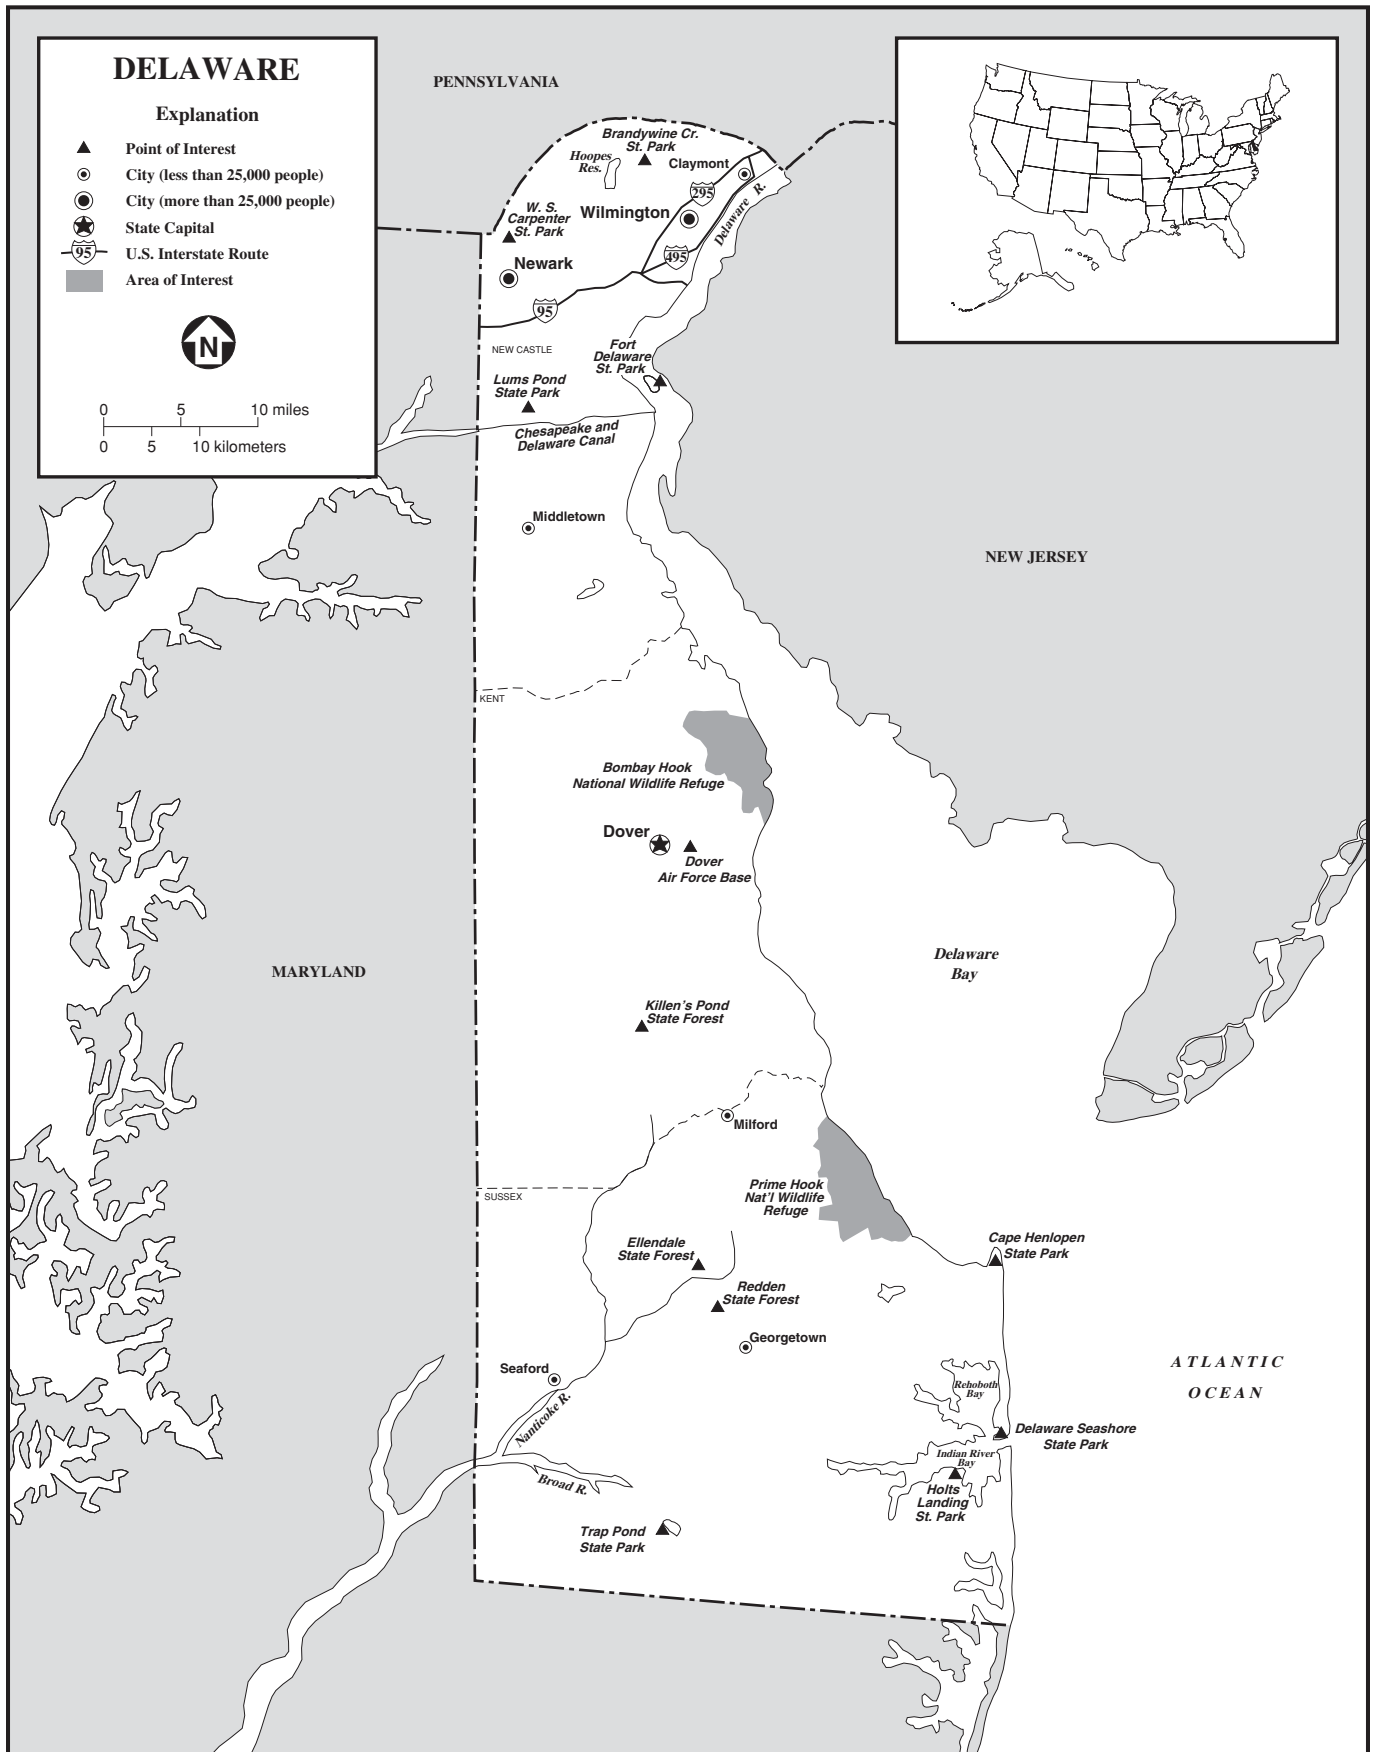 DELAWARE
Explanation
Point of Interest
City (less than 25,000 people)
City (more than 25,000 people)
State Capital
95
U.S. Interstate Route
Area of Interest
N
0 5 10 miles
0 5 10 kilometers
PENNSYLVANIA
Brandywine Cr.
St. Park
Hoopes
Res.
Claymont
295
W. S.
Carpenter
St. Park
Wilmington
Delaware R.
495
Newark
95
NEW CASTLE
Fort
Delaware
St. Park
Lums Pond
State Park
Chesapeake and
Delaware Canal
Middletown
NEW JERSEY
KENT
Bombay Hook
National Wildlife Refuge
Dover
Dover
Air Force Base
Delaware
Bay
MARYLAND
Killen's Pond
State Forest
Milford
SUSSEX
Prime Hook
Nat'l Wildlife
Refuge
Ellendale
State Forest
Cape Henlopen
State Park
Redden
State Forest
Georgetown
ATLANTIC
OCEAN
Seaford
Rehoboth
Bay
Nanticoke R.
Delaware Seashore
State Park
Indian River
Bay
Broad R.
Holts
Landing
St. Park
Trap Pond
State Park